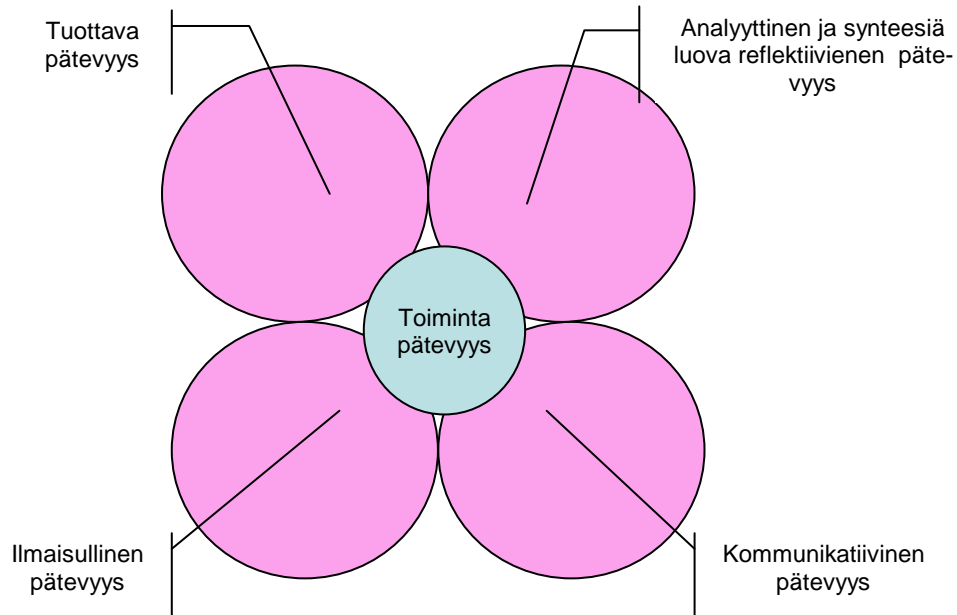 Tuottava
pätevyys
Analyyttinen ja synteesiä
luova reflektiivienen päte-
vyys
Toiminta
pätevyys
Ilmaisullinen
pätevyys
Kommunikatiivinen
pätevyys